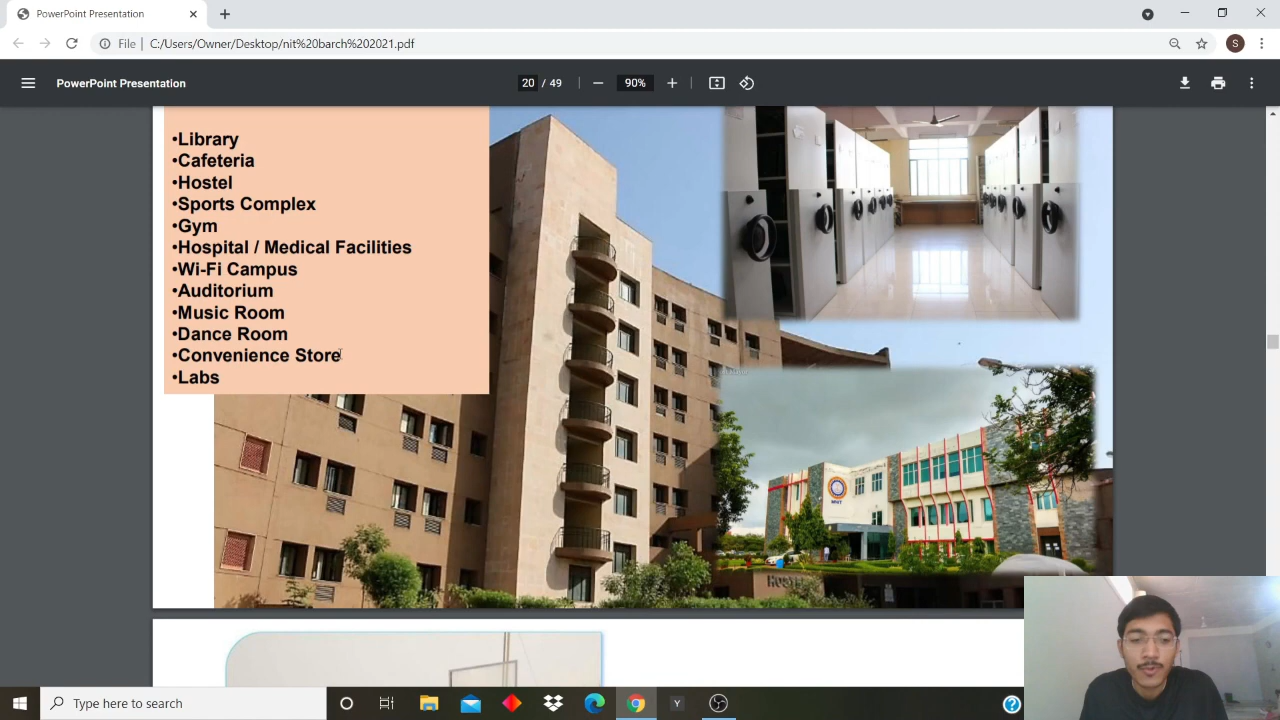 PowerPoint Presentation
File
C:/Users/Owner/Desktop/nit%20barch%202021.pdf
S
PowerPoint Presentation
20 / 49
90%
•Library
•Cafeteria
•Hostel
•Sports Complex
•Gym
•Hospital / Medical Facilities
•Wi-Fi Campus
•Auditorium
•Music Room
•Dance Room
•Convenience Store
•Labs
Type here to search
Y